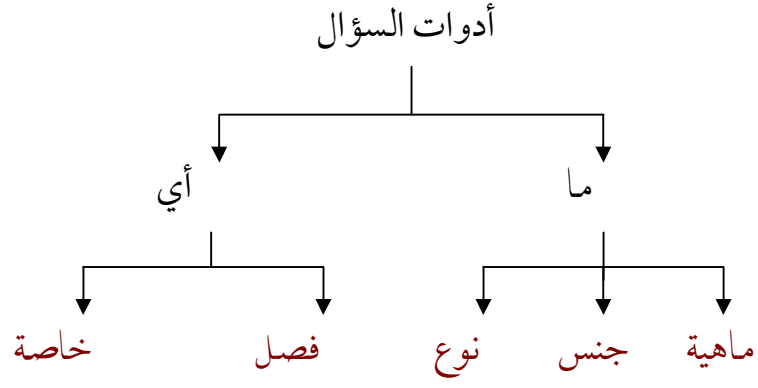 أدوات السؤال
ما أي
ماهية جنس نوع فصل خاصة